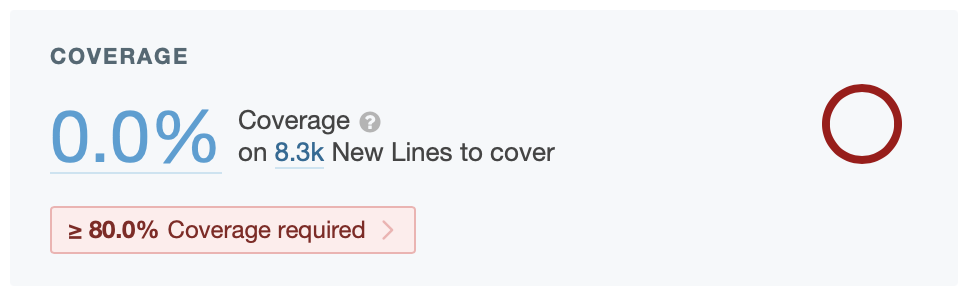 COVERAGE
0.0%
Coverage ?
on 8.3k New Lines to cover
≥ 80.0% Coverage required